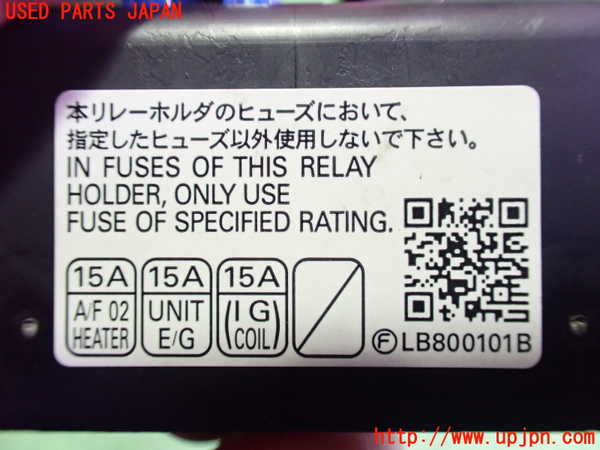 USED PARTS JAPAN
本リレーホルダのヒューズにおいて、
指定したヒューズ以外使用しないで下さい。
IN FUSES OF THIS RELAY
HOLDER, ONLY USE
FUSE OF SPECIFIED RATING.
15A 15A 15A
A/F O2 UNIT (IG
HEATER E/G COIL)
Ⓕ LB800101B
http://www.upjpn.com